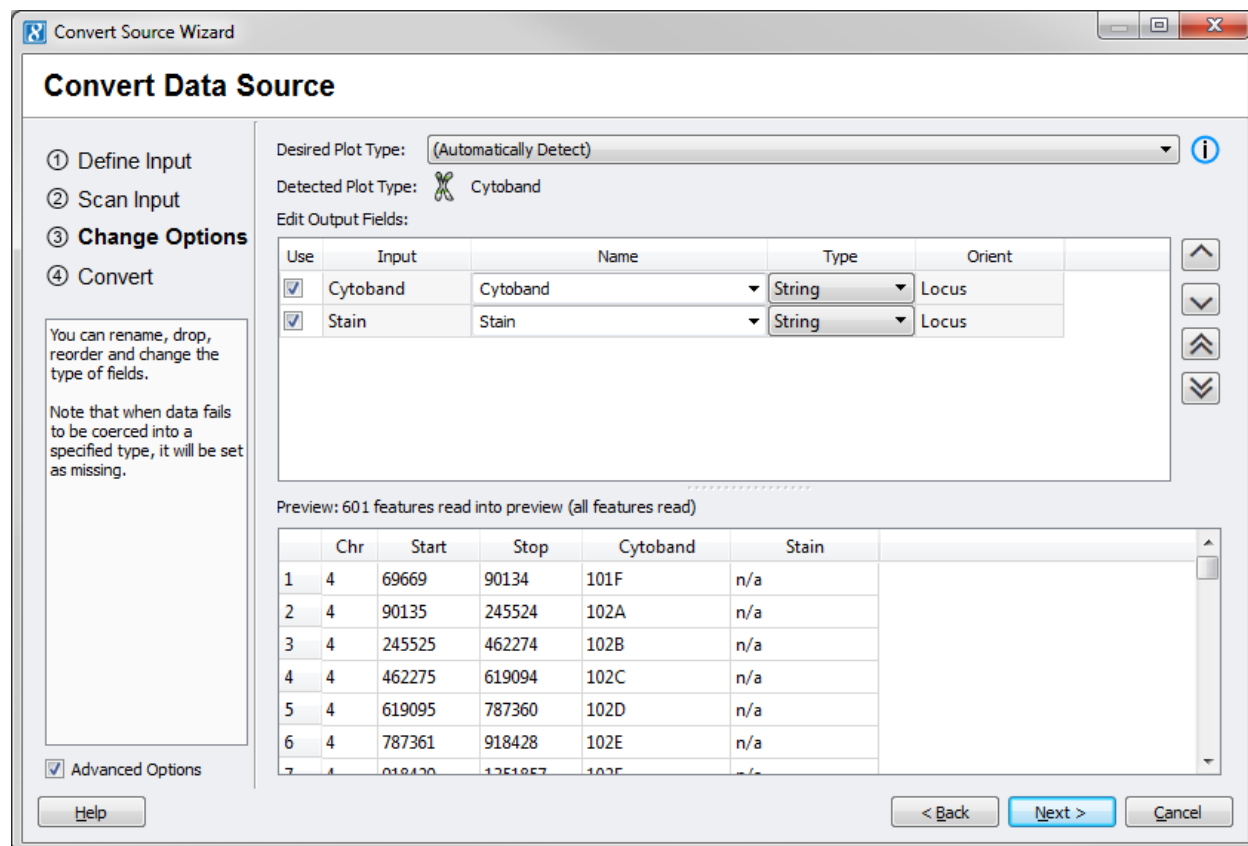 Convert Source Wizard
Convert Data Source
① Define Input
② Scan Input
③ Change Options
④ Convert
You can rename, drop,
reorder and change the
type of fields.
Note that when data fails
to be coerced into a
specified type, it will be set
as missing.
Advanced Options
Desired Plot Type: (Automatically Detect)
Detected Plot Type: Cytoband
Edit Output Fields:
Use Input Name Type Orient
Cytoband Cytoband String Locus
Stain Stain String Locus
Preview: 601 features read into preview (all features read)
Chr Start Stop Cytoband Stain
1 4 69669 90134 101F n/a
2 4 90135 245524 102A n/a
3 4 245525 462274 102B n/a
4 4 462275 619094 102C n/a
5 4 619095 787360 102D n/a
6 4 787361 918428 102E n/a
7 4 918429 1251857 102F n/a
Help < Back Next > Cancel